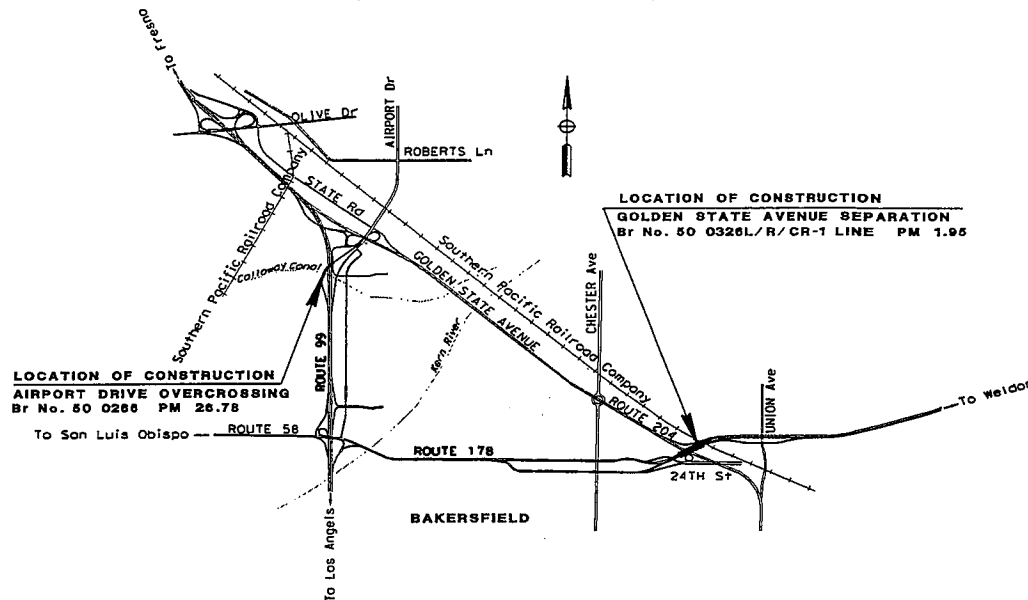 To Fresno
OLIVE Dr
AIRPORT Dr
ROBERTS Ln
STATE Rd
Southern Pacific Railroad Company
LOCATION OF CONSTRUCTION
GOLDEN STATE AVENUE SEPARATION
Br No. 50 0326L/R/CR-1 LINE PM 1.95
Southern Pacific Railroad Company
Calloway Canal
GOLDEN STATE AVENUE
CHESTER Ave
Kern River
ROUTE 99
LOCATION OF CONSTRUCTION
AIRPORT DRIVE OVERCROSSING
Br No. 50 0266 PM 26.78
ROUTE 204
UNION Ave
To Weldon
To San Luis Obispo
ROUTE 58
ROUTE 178
24TH St
BAKERSFIELD
To Los Angels